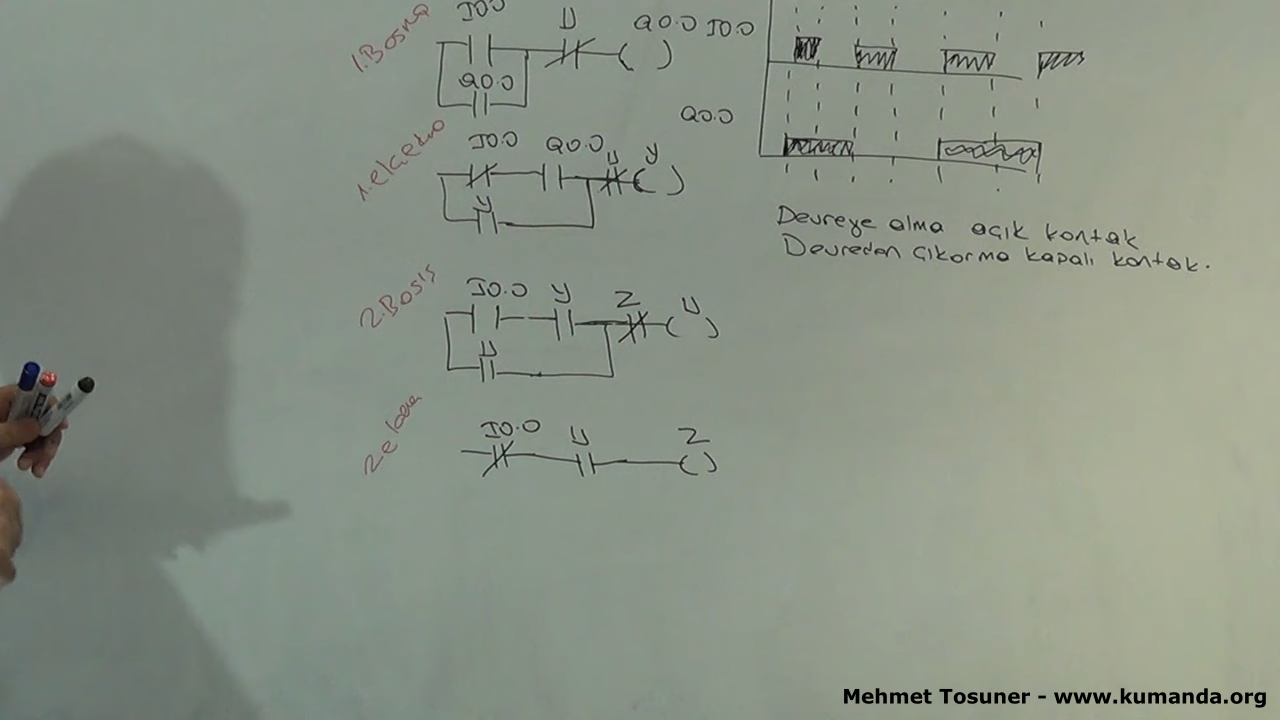 1.Basma
I0.0
U
Q0.0
Q0.0
1.elçekm
I0.0
Q0.0
U
y
y
2.Basış
I0.0
y
Z
U
U
I0.0
U
Z
I0.0
Q0.0
Devreye alma açık kontak
Devreden çıkarma kapalı kontak.
Mehmet Tosuner - www.kumanda.org